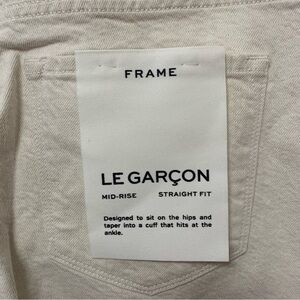 FRAME
LE GARÇON
MID-RISE STRAIGHT FIT
Designed to sit on the hips and
taper into a cuff that hits at the
ankle.